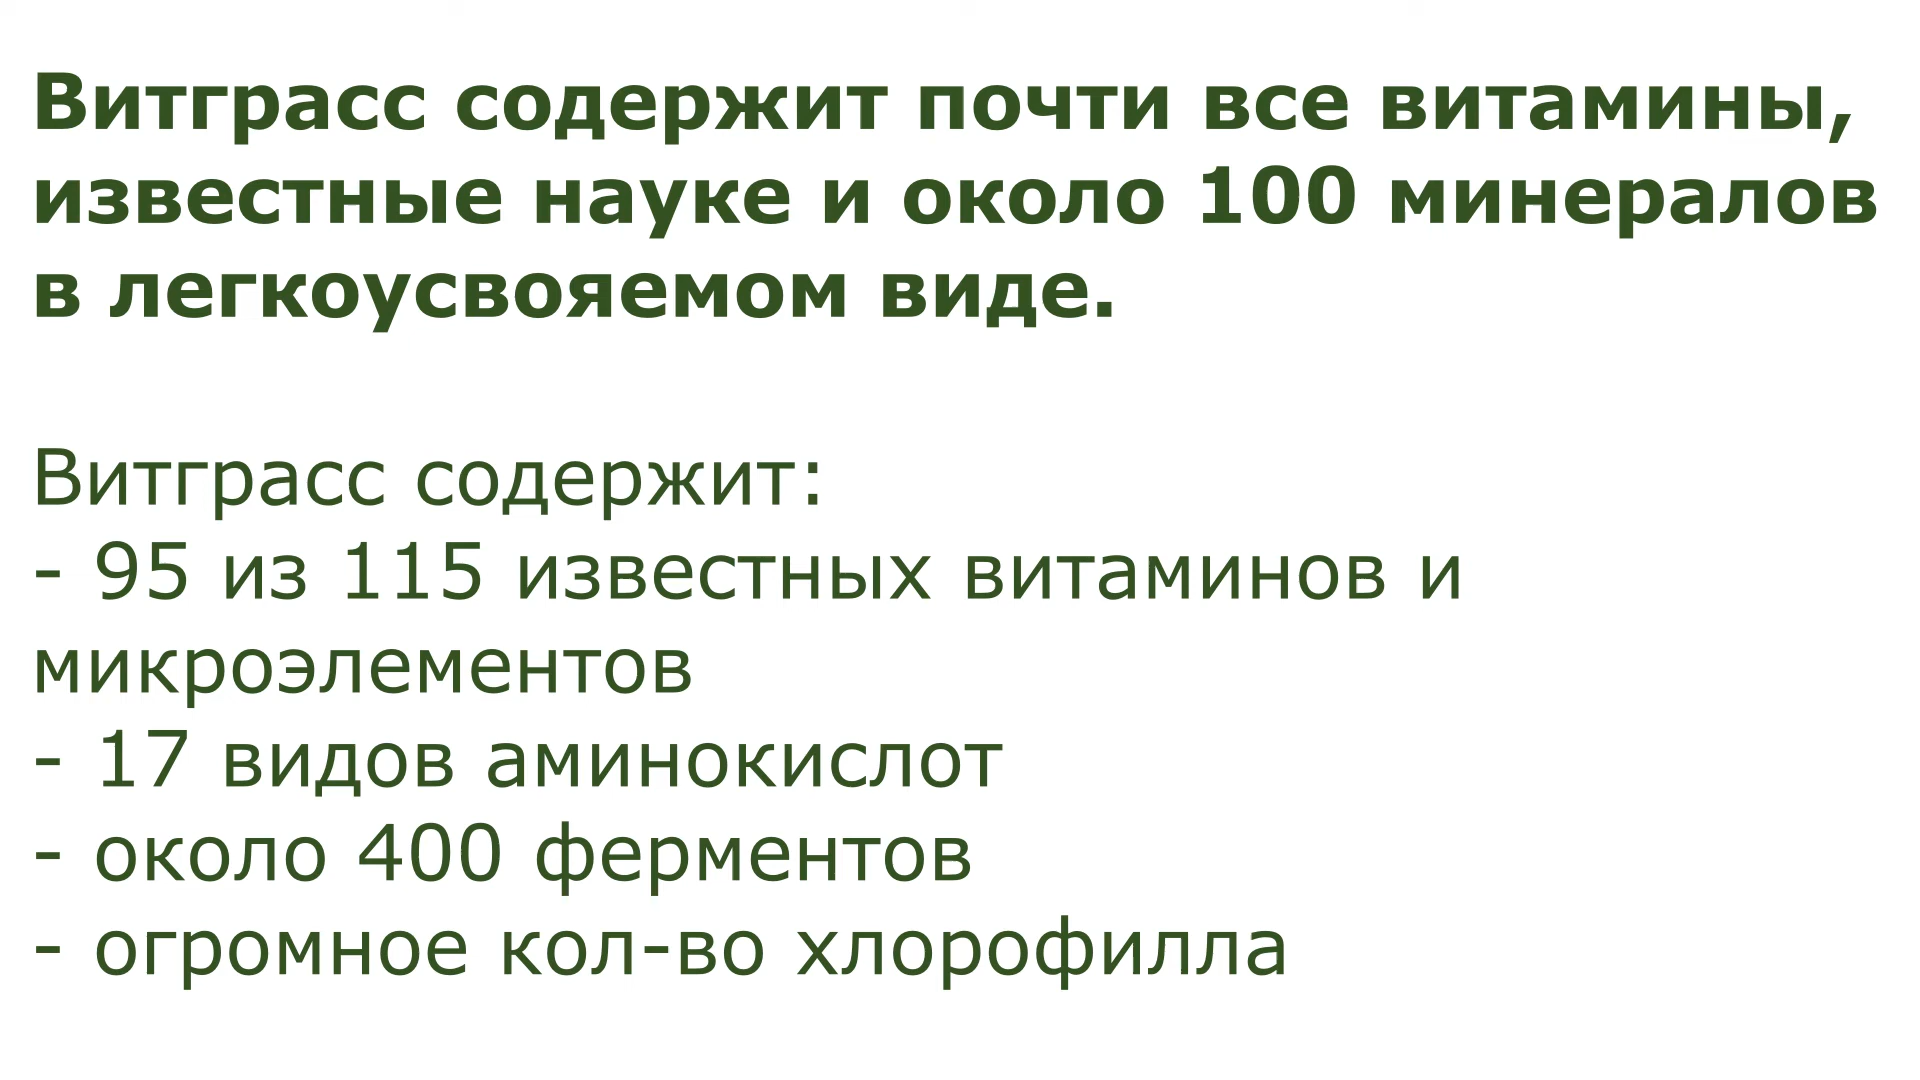 Витграсс содержит почти все витамины,
известные науке и около 100 минералов
в легкоусвояемом виде.
Витграсс содержит:
- 95 из 115 известных витаминов и
микроэлементов
- 17 видов аминокислот
- около 400 ферментов
- огромное кол-во хлорофилла